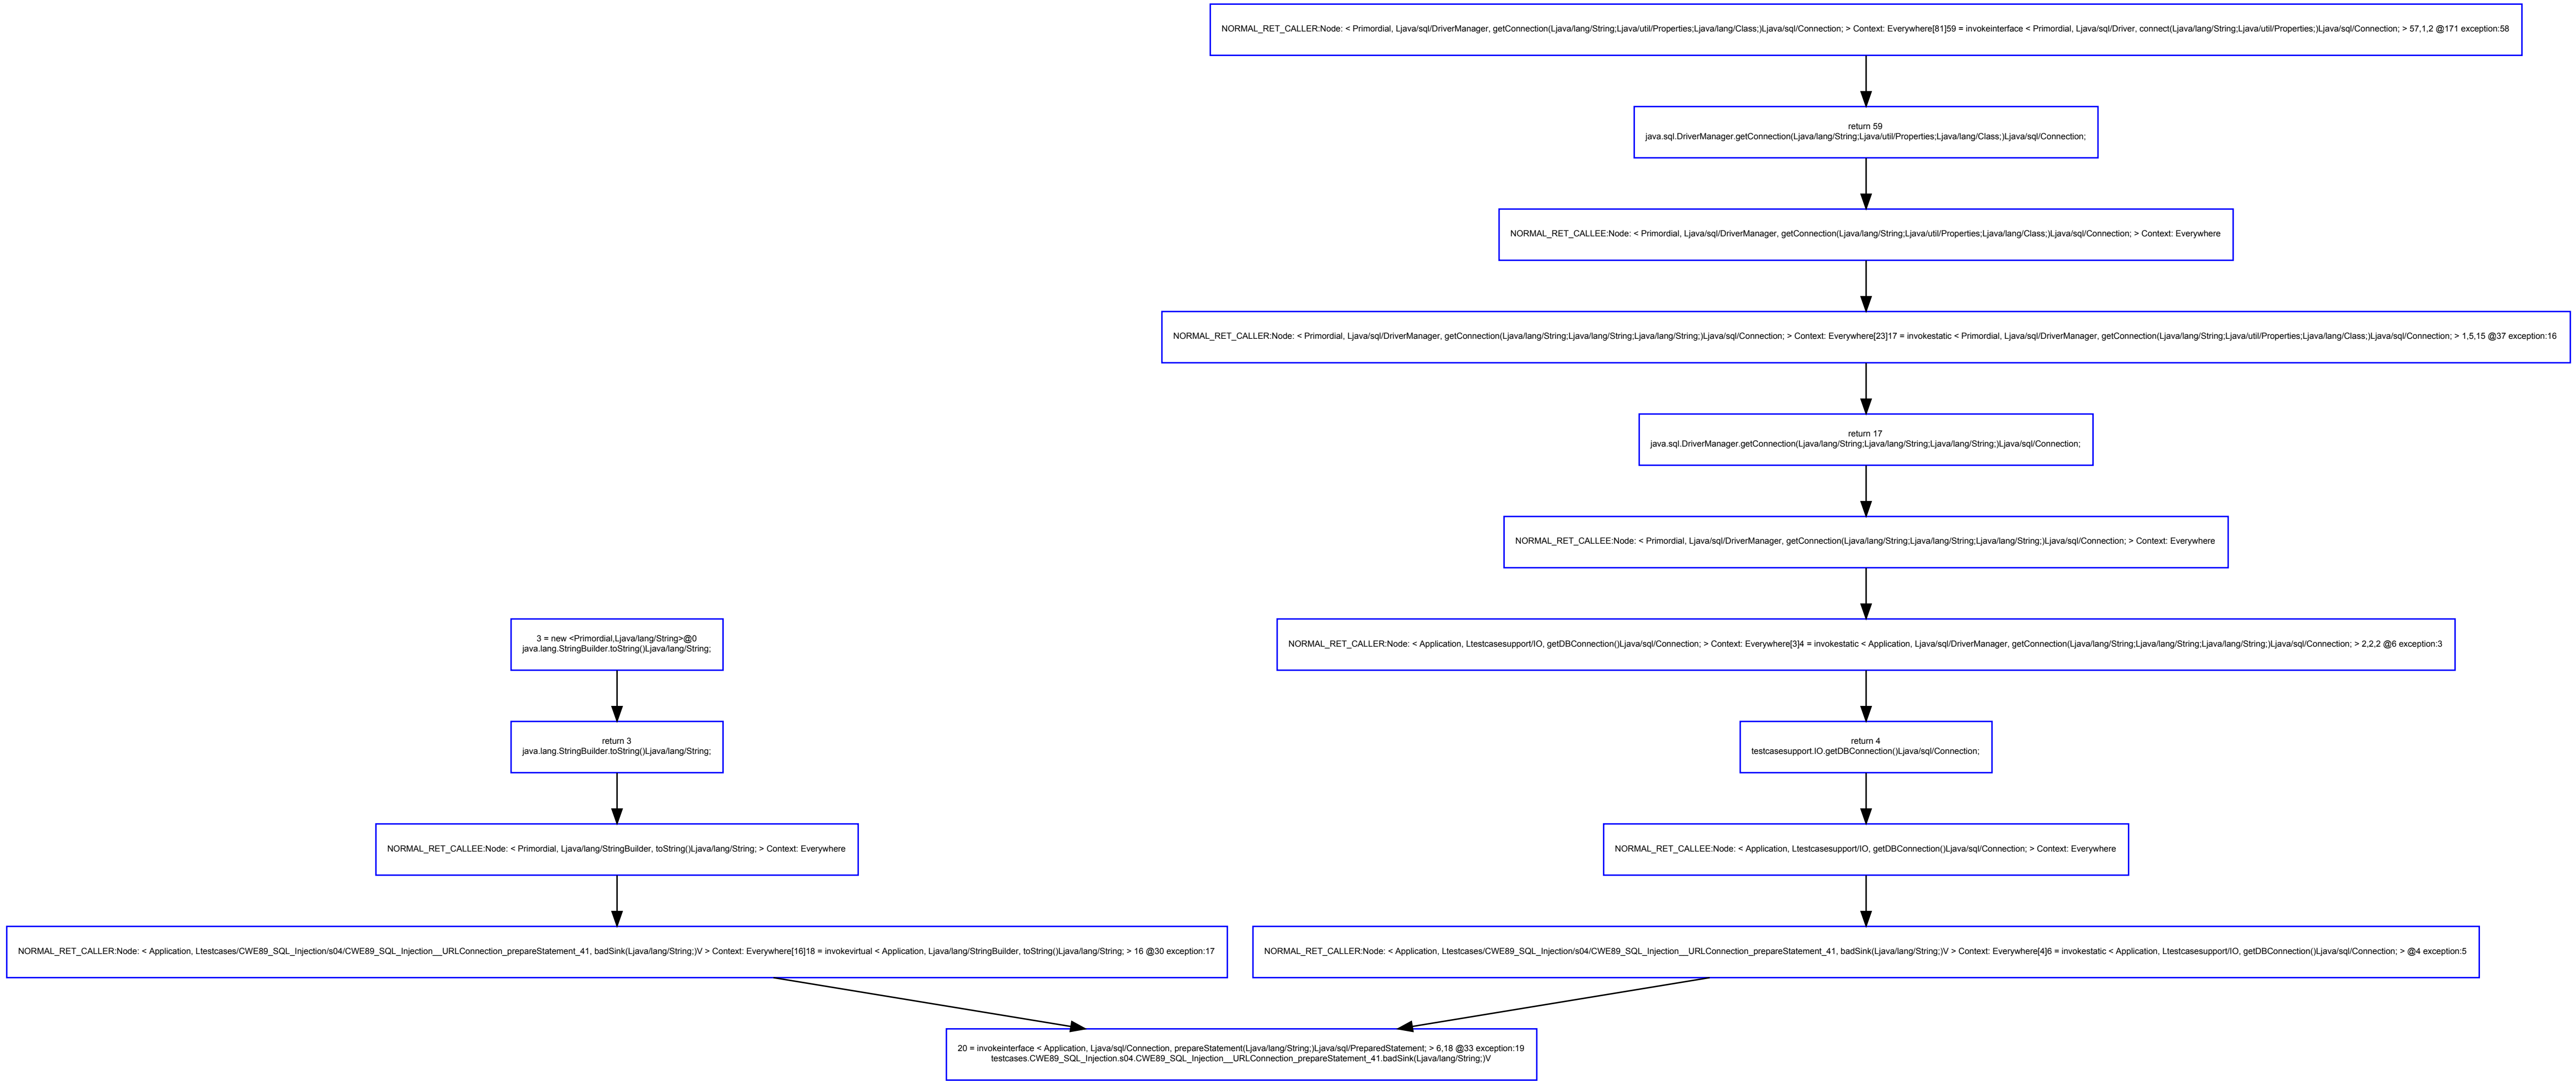 NORMAL_RET_CALLER:Node: < Primordial, Ljava/sql/DriverManager, getConnection(Ljava/lang/String;Ljava/util/Properties;Ljava/lang/Class;)Ljava/sql/Connection; > Context: Everywhere[81]59 = invokeinterface < Primordial, Ljava/sql/Driver, connect(Ljava/lang/String;Ljava/util/Properties;)Ljava/sql/Connection; > 57,1,2 @171 exception:58
return 59
java.sql.DriverManager.getConnection(Ljava/lang/String;Ljava/util/Properties;Ljava/lang/Class;)Ljava/sql/Connection;
NORMAL_RET_CALLEE:Node: < Primordial, Ljava/sql/DriverManager, getConnection(Ljava/lang/String;Ljava/util/Properties;Ljava/lang/Class;)Ljava/sql/Connection; > Context: Everywhere
NORMAL_RET_CALLER:Node: < Primordial, Ljava/sql/DriverManager, getConnection(Ljava/lang/String;Ljava/lang/String;Ljava/lang/String;)Ljava/sql/Connection; > Context: Everywhere[23]17 = invokestatic < Primordial, Ljava/sql/DriverManager, getConnection(Ljava/lang/String;Ljava/util/Properties;Ljava/lang/Class;)Ljava/sql/Connection; > 1,5,15 @37 exception:16
return 17
java.sql.DriverManager.getConnection(Ljava/lang/String;Ljava/lang/String;Ljava/lang/String;)Ljava/sql/Connection;
NORMAL_RET_CALLEE:Node: < Primordial, Ljava/sql/DriverManager, getConnection(Ljava/lang/String;Ljava/lang/String;Ljava/lang/String;)Ljava/sql/Connection; > Context: Everywhere
3 = new <Primordial,Ljava/lang/String>@0
java.lang.StringBuilder.toString()Ljava/lang/String;
NORMAL_RET_CALLER:Node: < Application, Ltestcasesupport/IO, getDBConnection()Ljava/sql/Connection; > Context: Everywhere[3]4 = invokestatic < Application, Ljava/sql/DriverManager, getConnection(Ljava/lang/String;Ljava/lang/String;Ljava/lang/String;)Ljava/sql/Connection; > 2,2,2 @6 exception:3
return 3
java.lang.StringBuilder.toString()Ljava/lang/String;
return 4
testcasesupport.IO.getDBConnection()Ljava/sql/Connection;
NORMAL_RET_CALLEE:Node: < Primordial, Ljava/lang/StringBuilder, toString()Ljava/lang/String; > Context: Everywhere
NORMAL_RET_CALLEE:Node: < Application, Ltestcasesupport/IO, getDBConnection()Ljava/sql/Connection; > Context: Everywhere
NORMAL_RET_CALLER:Node: < Application, Ltestcases/CWE89_SQL_Injection/s04/CWE89_SQL_Injection__URLConnection_prepareStatement_41, badSink(Ljava/lang/String;)V > Context: Everywhere[16]18 = invokevirtual < Application, Ljava/lang/StringBuilder, toString()Ljava/lang/String; > 16 @30 exception:17
NORMAL_RET_CALLER:Node: < Application, Ltestcases/CWE89_SQL_Injection/s04/CWE89_SQL_Injection__URLConnection_prepareStatement_41, badSink(Ljava/lang/String;)V > Context: Everywhere[4]6 = invokestatic < Application, Ltestcasesupport/IO, getDBConnection()Ljava/sql/Connection; > @4 exception:5
20 = invokeinterface < Application, Ljava/sql/Connection, prepareStatement(Ljava/lang/String;)Ljava/sql/PreparedStatement; > 6,18 @33 exception:19
testcases.CWE89_SQL_Injection.s04.CWE89_SQL_Injection__URLConnection_prepareStatement_41.badSink(Ljava/lang/String;)V